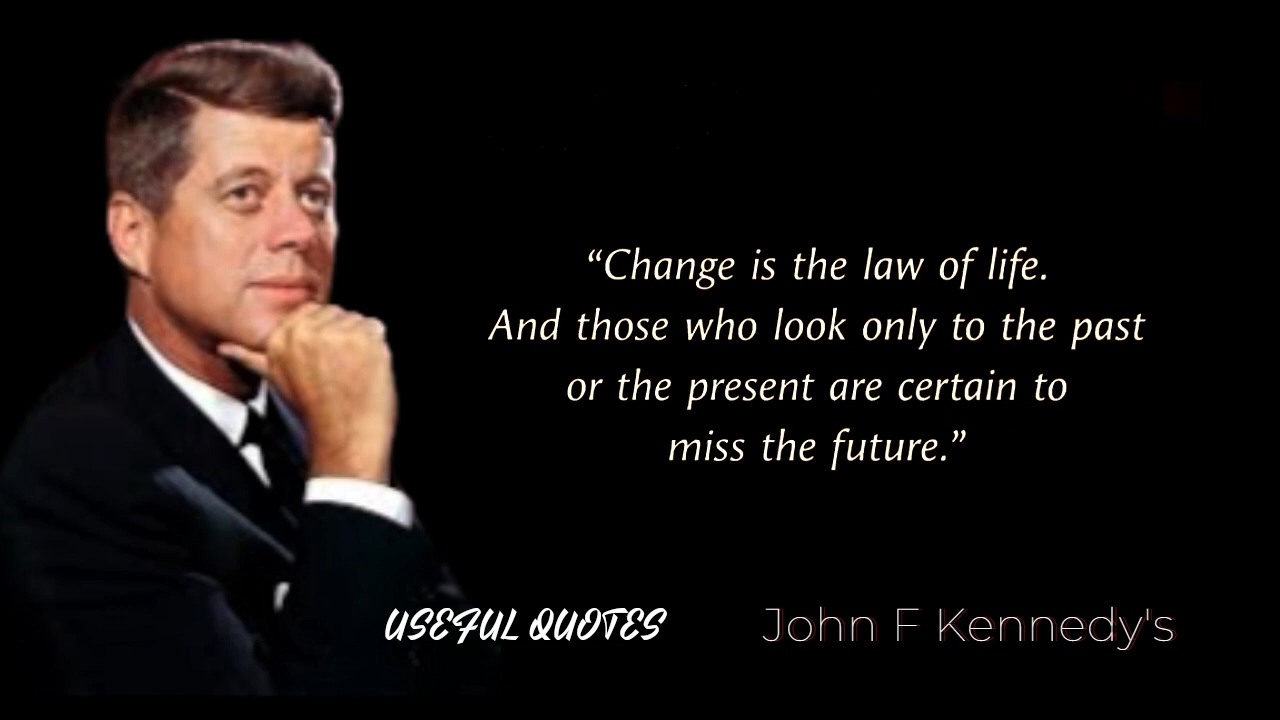 “Change is the law of life.
And those who look only to the past
or the present are certain to
miss the future.”
USEFUL QUOTES
John F Kennedy's